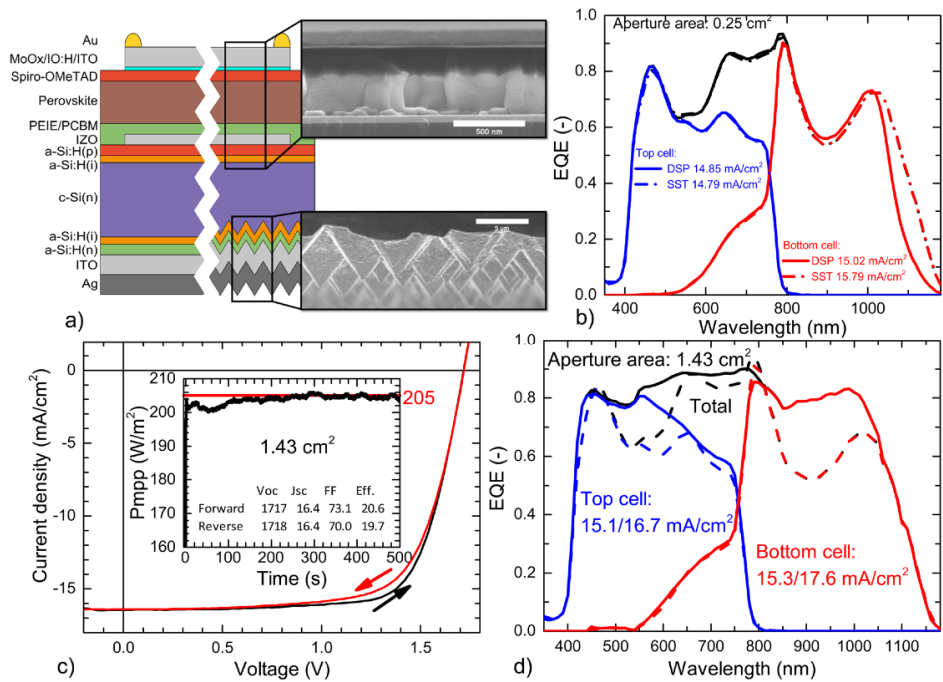 Au
MoOx/IO:H/ITO
Spiro-OMeTAD
Perovskite
PEIE/PCBM
IZO
a-Si:H(p)
a-Si:H(i)
c-Si(n)
a-Si:H(i)
a-Si:H(n)
ITO
Ag
500 nm
5 µm
a)
Aperture area: 0.25 cm²
EQE (-)
1.0
0.8
0.6
0.4
0.2
0.0
Top cell:
DSP 14.85 mA/cm²
SST 14.79 mA/cm²
Bottom cell:
DSP 15.02 mA/cm²
SST 15.79 mA/cm²
400 500 600 700 800 900 1000
Wavelength (nm)
b)
Current density (mA/cm²)
0
-5
-10
-15
Pmpp (W/m²)
210
200
190
180
170
160
205
1.43 cm²
Voc Jsc FF Eff.
Forward 1717 16.4 73.1 20.6
Reverse 1718 16.4 70.0 19.7
0 100 200 300 400 500
Time (s)
0.0 0.5 1.0 1.5
Voltage (V)
c)
Aperture area: 1.43 cm²
EQE (-)
1.0
0.8
0.6
0.4
0.2
0.0
Total
Top cell:
15.1/16.7 mA/cm²
Bottom cell:
15.3/17.6 mA/cm²
400 500 600 700 800 900 1000 1100
Wavelength (nm)
d)